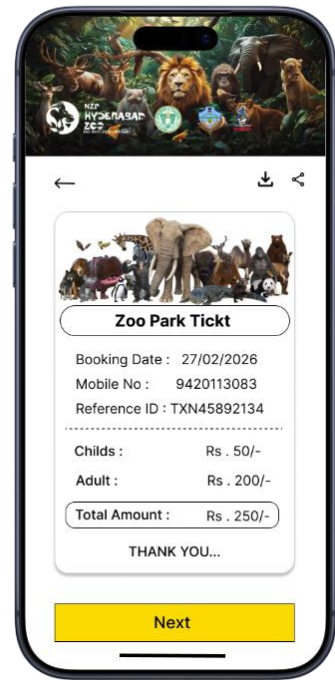 NZP
HYDERABAD
ZOO
Zoo Park Tickt
Booking Date : 27/02/2026
Mobile No : 9420113083
Reference ID : TXN45892134
Childs : Rs . 50/-
Adult : Rs . 200/-
Total Amount : Rs . 250/-
THANK YOU...
Next